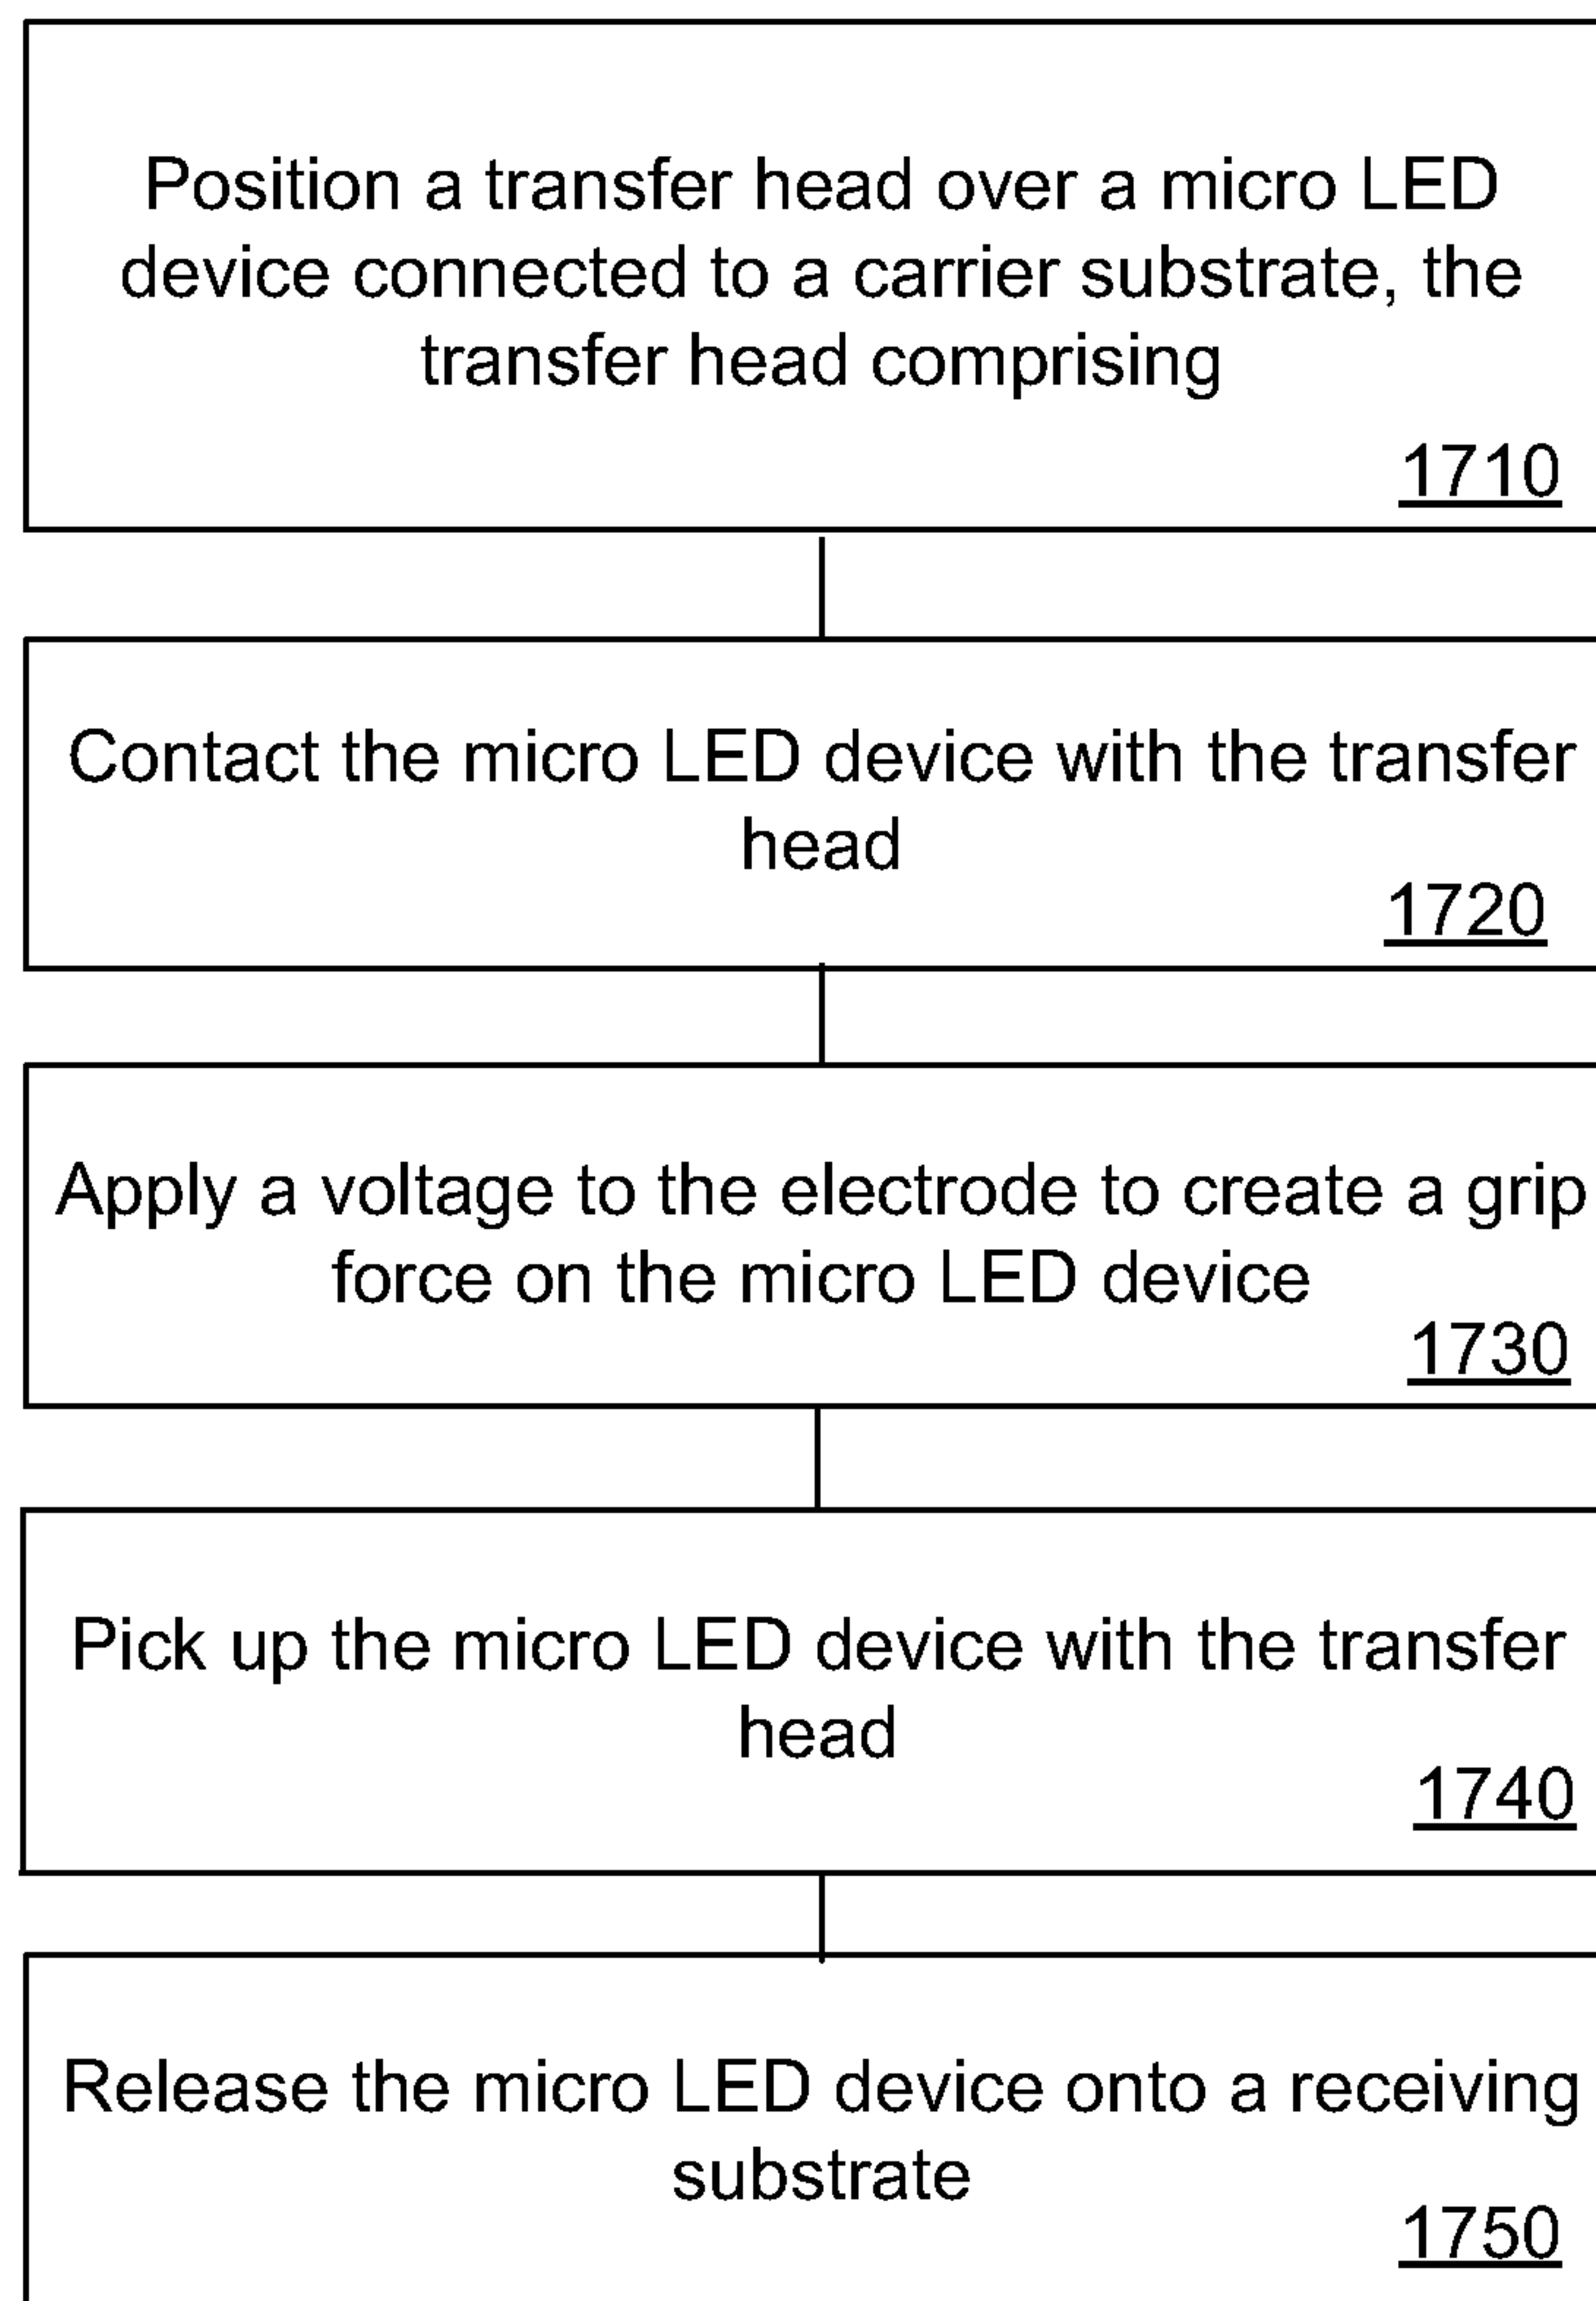 Position a transfer head over a micro LED
device connected to a carrier substrate, the
transfer head comprising
1710
Contact the micro LED device with the transfer
head
1720
Apply a voltage to the electrode to create a grip
force on the micro LED device
1730
Pick up the micro LED device with the transfer
head
1740
Release the micro LED device onto a receiving
substrate
1750